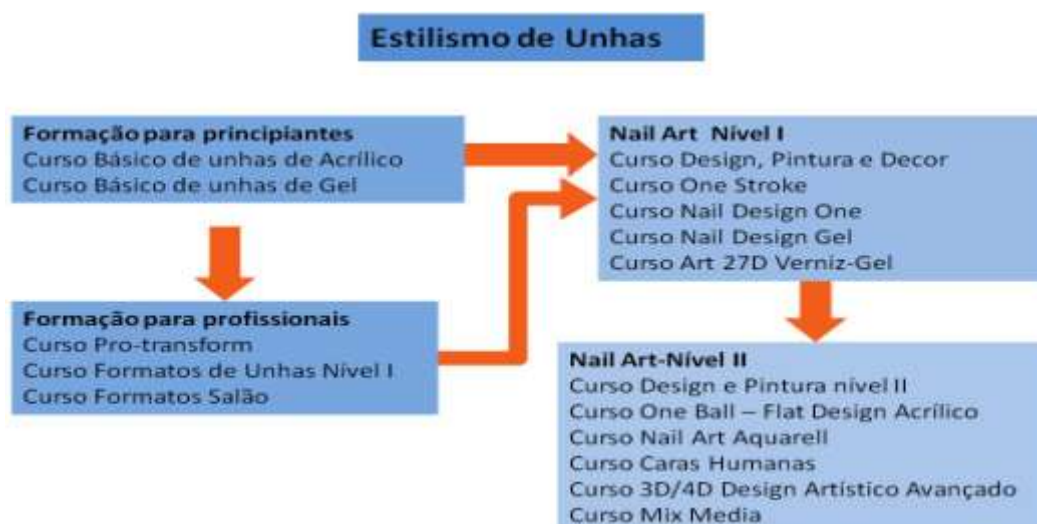 Estilismo de Unhas
Formação para principiantes
Curso Básico de unhas de Acrílico
Curso Básico de unhas de Gel
Formação para profissionais
Curso Pro-transform
Curso Formatos de Unhas Nível I
Curso Formatos Salão
Nail Art Nível I
Curso Design, Pintura e Decor
Curso One Stroke
Curso Nail Design One
Curso Nail Design Gel
Curso Art 27D Verniz-Gel
Nail Art-Nível II
Curso Design e Pintura nível II
Curso One Ball – Flat Design Acrílico
Curso Nail Art Aquarell
Curso Caras Humanas
Curso 3D/4D Design Artístico Avançado
Curso Mix Media